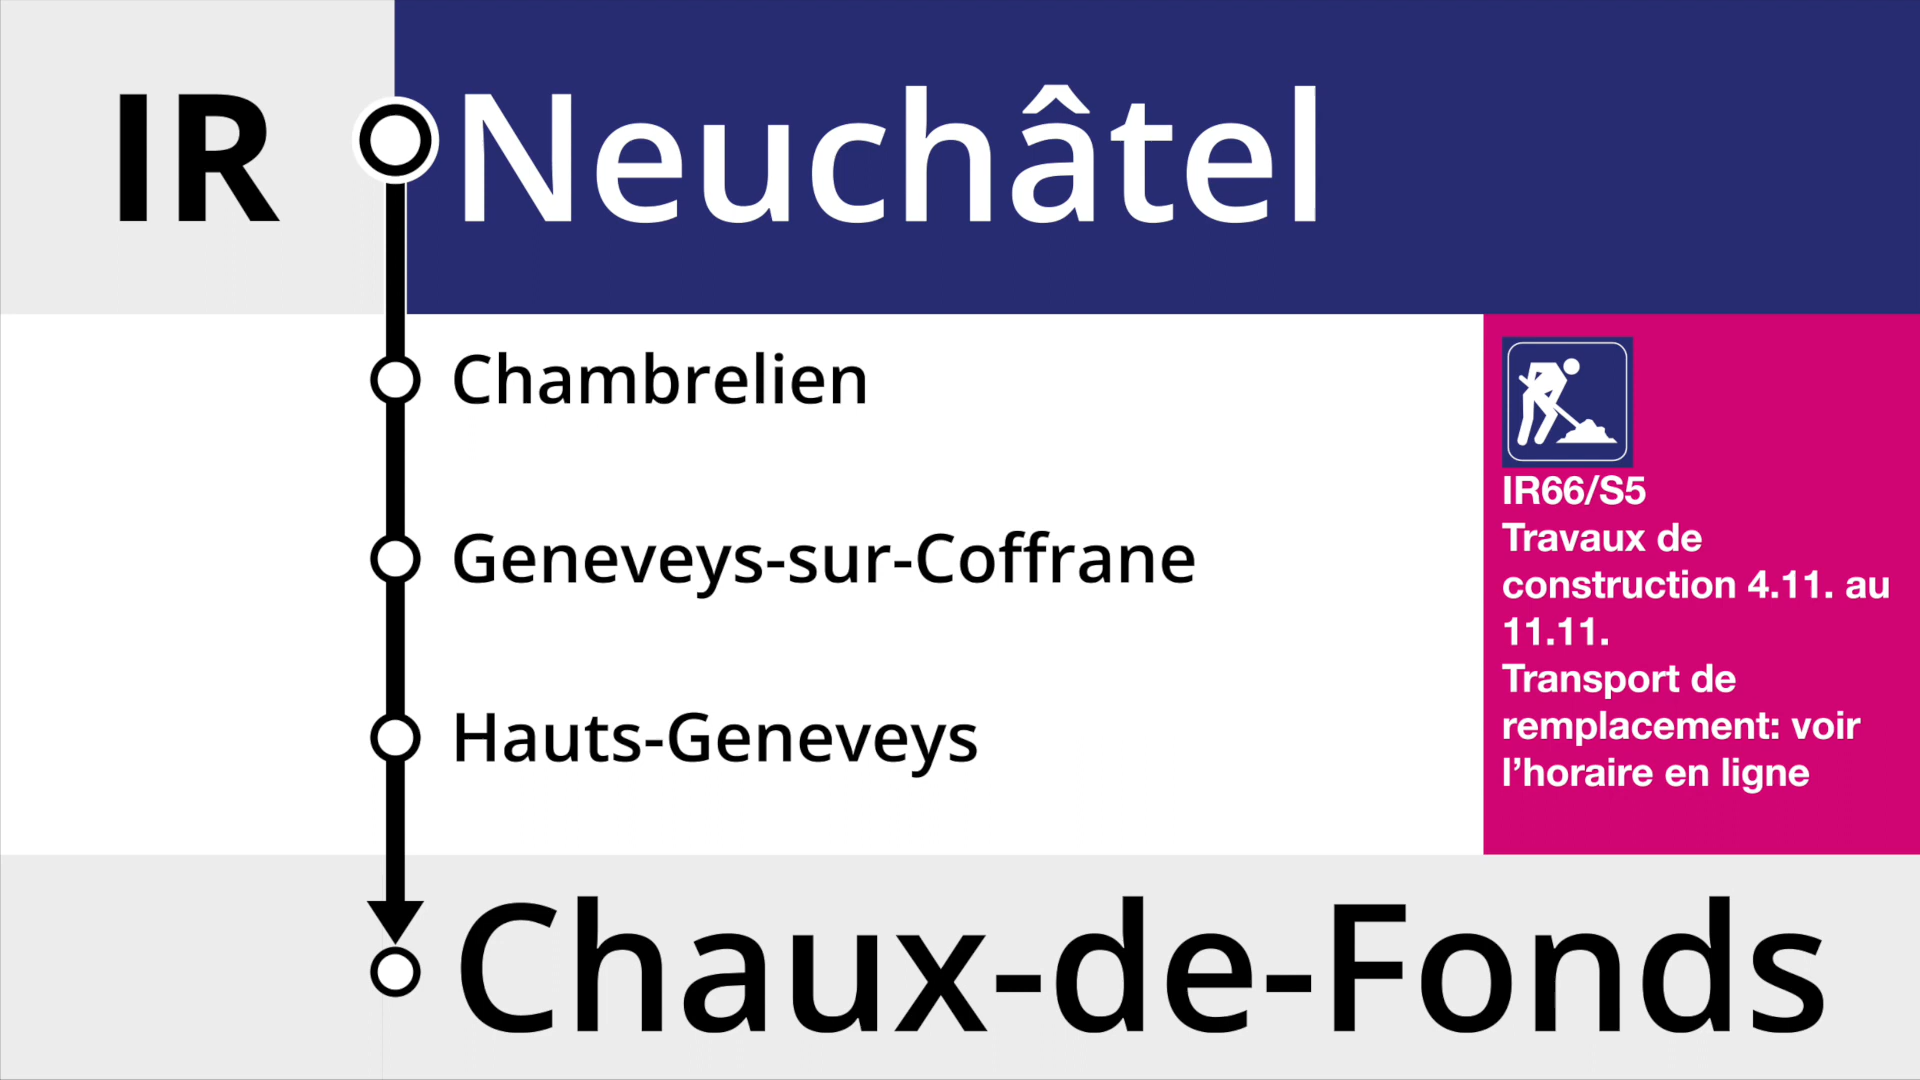 IR Neuchâtel
Chambrelien
Geneveys-sur-Coffrane
Hauts-Geneveys
Chaux-de-Fonds
IR66/S5
Travaux de
construction 4.11. au
11.11.
Transport de
remplacement: voir
l’horaire en ligne